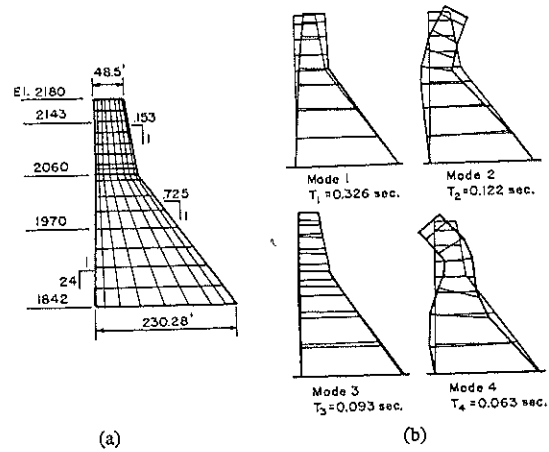 48.5'
El. 2180
2143
.153
1
2060
.725
1
1970
1
24
1842
230.28'
(a)
Mode 1
T1=0.326 sec.
Mode 2
T2=0.122 sec.
Mode 3
T3=0.093 sec.
Mode 4
T4=0.063 sec.
(b)